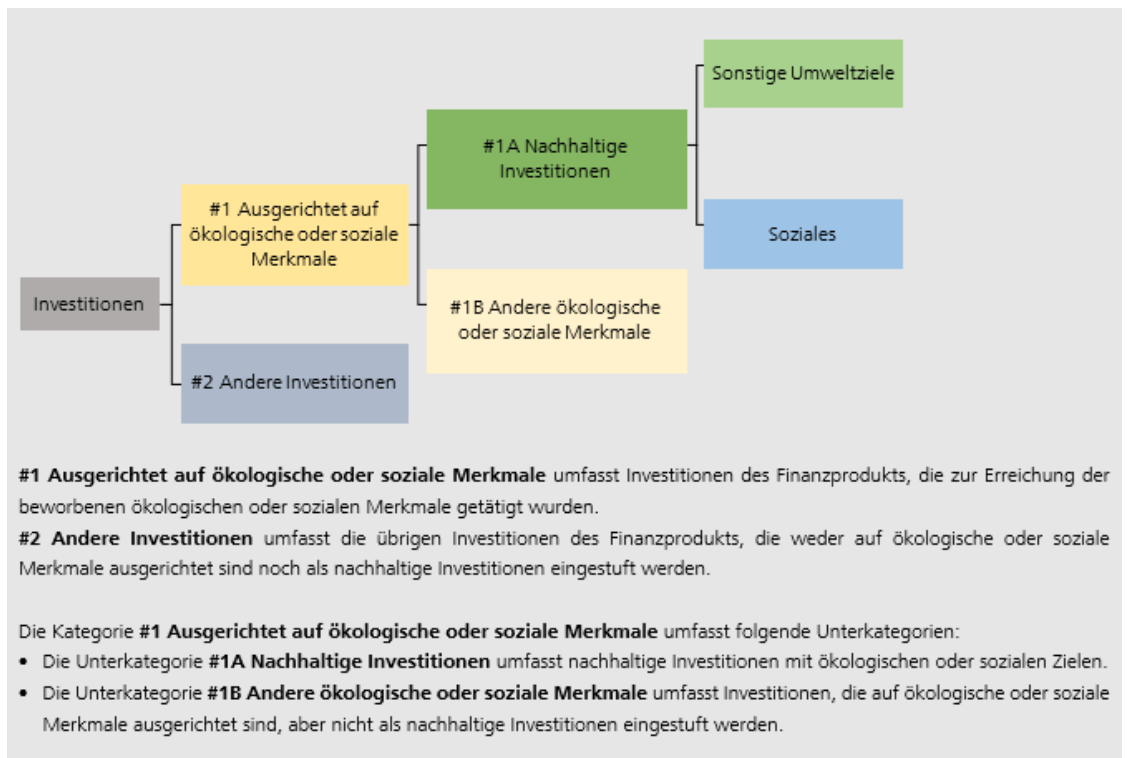 Sonstige Umweltziele
#1A Nachhaltige
Investitionen
#1 Ausgerichtet auf
ökologische oder soziale
Merkmale
Soziales
Investitionen
#1B Andere ökologische
oder soziale Merkmale
#2 Andere Investitionen
#1 Ausgerichtet auf ökologische oder soziale Merkmale umfasst Investitionen des Finanzprodukts, die zur Erreichung der
beworbenen ökologischen oder sozialen Merkmale getätigt wurden.
#2 Andere Investitionen umfasst die übrigen Investitionen des Finanzprodukts, die weder auf ökologische oder soziale
Merkmale ausgerichtet sind noch als nachhaltige Investitionen eingestuft werden.
Die Kategorie #1 Ausgerichtet auf ökologische oder soziale Merkmale umfasst folgende Unterkategorien:
• Die Unterkategorie #1A Nachhaltige Investitionen umfasst nachhaltige Investitionen mit ökologischen oder sozialen Zielen.
• Die Unterkategorie #1B Andere ökologische oder soziale Merkmale umfasst Investitionen, die auf ökologische oder soziale
Merkmale ausgerichtet sind, aber nicht als nachhaltige Investitionen eingestuft werden.